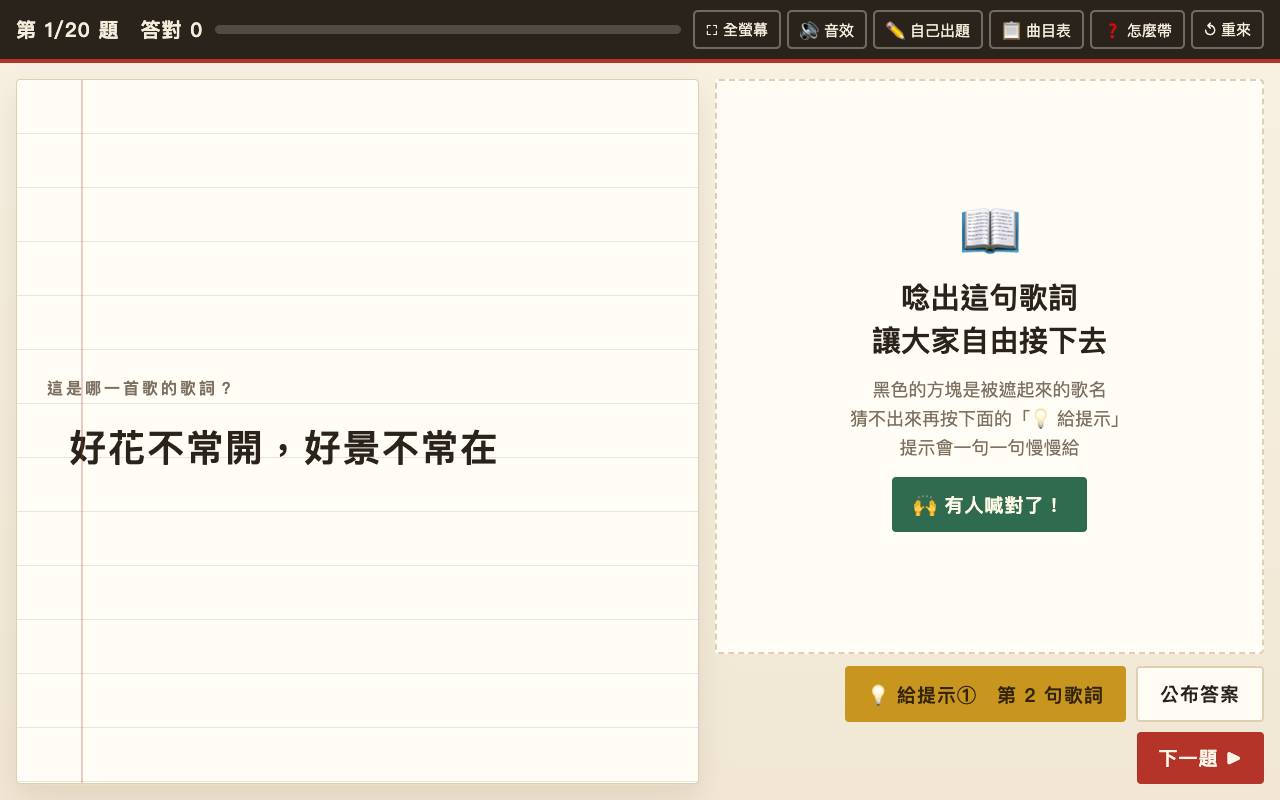 第 1/20 題 答對 0
⛶ 全螢幕 🔊 音效 ✏️ 自己出題 📋 曲目表 ❓ 怎麼帶 ↺ 重來
這是哪一首歌的歌詞？
好花不常開，好景不常在
唸出這句歌詞
讓大家自由接下去
黑色的方塊是被遮起來的歌名
猜不出來再按下面的「💡 給提示」
提示會一句一句慢慢給
🙌 有人喊對了！
💡 給提示① 第 2 句歌詞
公布答案
下一題 ▶